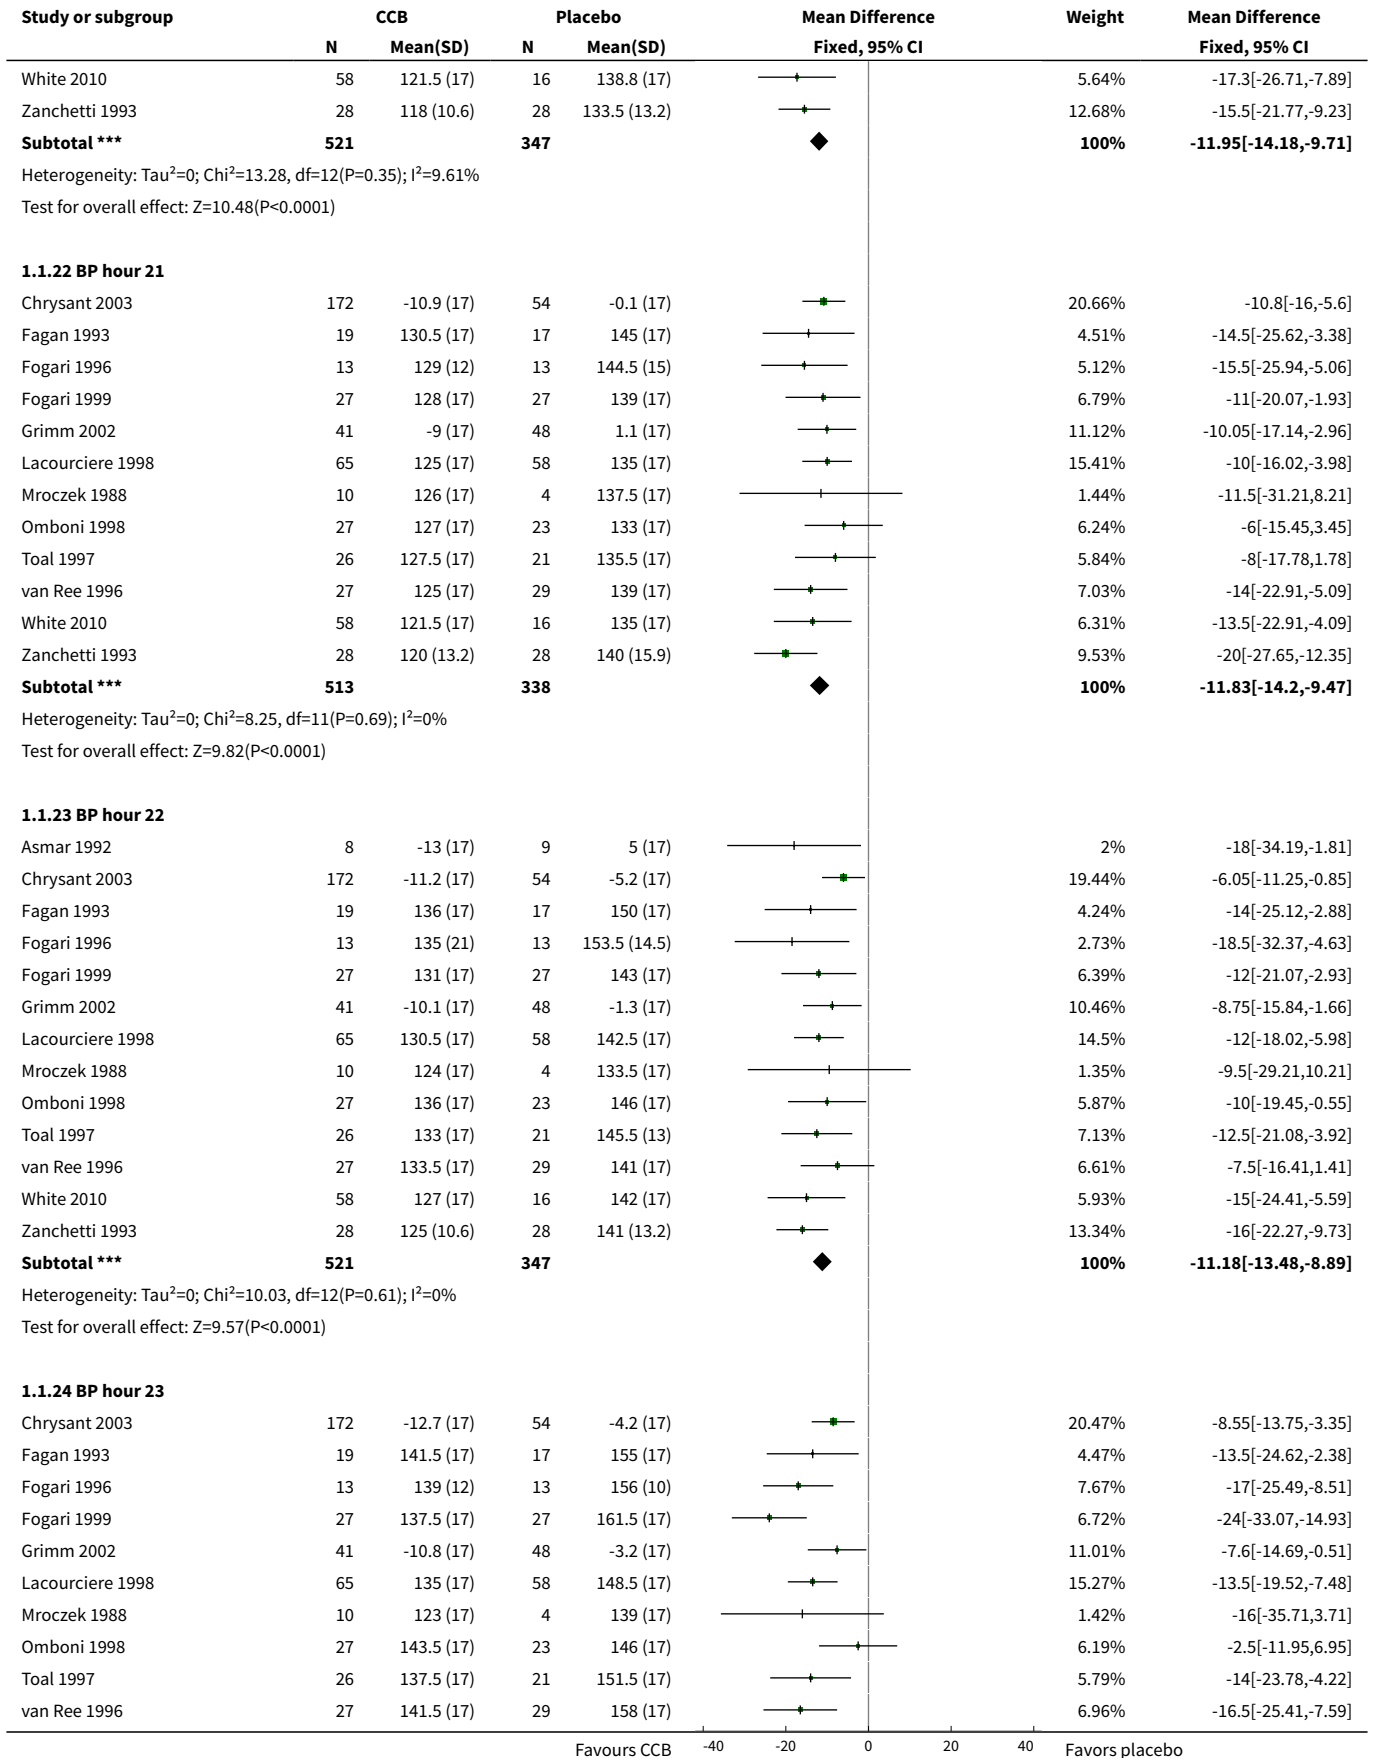 Study or subgroup CCB Placebo Mean Difference Weight Mean Difference
N Mean(SD) N Mean(SD) Fixed, 95% CI Fixed, 95% CI
White 2010 58 121.5 (17) 16 138.8 (17) 5.64% -17.3[-26.71,-7.89]
Zanchetti 1993 28 118 (10.6) 28 133.5 (13.2) 12.68% -15.5[-21.77,-9.23]
Subtotal *** 521 347 100% -11.95[-14.18,-9.71]
Heterogeneity: Tau²=0; Chi²=13.28, df=12(P=0.35); I²=9.61%
Test for overall effect: Z=10.48(P<0.0001)
1.1.22 BP hour 21
Chrysant 2003 172 -10.9 (17) 54 -0.1 (17) 20.66% -10.8[-16,-5.6]
Fagan 1993 19 130.5 (17) 17 145 (17) 4.51% -14.5[-25.62,-3.38]
Fogari 1996 13 129 (12) 13 144.5 (15) 5.12% -15.5[-25.94,-5.06]
Fogari 1999 27 128 (17) 27 139 (17) 6.79% -11[-20.07,-1.93]
Grimm 2002 41 -9 (17) 48 1.1 (17) 11.12% -10.05[-17.14,-2.96]
Lacourciere 1998 65 125 (17) 58 135 (17) 15.41% -10[-16.02,-3.98]
Mroczek 1988 10 126 (17) 4 137.5 (17) 1.44% -11.5[-31.21,8.21]
Omboni 1998 27 127 (17) 23 133 (17) 6.24% -6[-15.45,3.45]
Toal 1997 26 127.5 (17) 21 135.5 (17) 5.84% -8[-17.78,1.78]
van Ree 1996 27 125 (17) 29 139 (17) 7.03% -14[-22.91,-5.09]
White 2010 58 121.5 (17) 16 135 (17) 6.31% -13.5[-22.91,-4.09]
Zanchetti 1993 28 120 (13.2) 28 140 (15.9) 9.53% -20[-27.65,-12.35]
Subtotal *** 513 338 100% -11.83[-14.2,-9.47]
Heterogeneity: Tau²=0; Chi²=8.25, df=11(P=0.69); I²=0%
Test for overall effect: Z=9.82(P<0.0001)
1.1.23 BP hour 22
Asmar 1992 8 -13 (17) 9 5 (17) 2% -18[-34.19,-1.81]
Chrysant 2003 172 -11.2 (17) 54 -5.2 (17) 19.44% -6.05[-11.25,-0.85]
Fagan 1993 19 136 (17) 17 150 (17) 4.24% -14[-25.12,-2.88]
Fogari 1996 13 135 (21) 13 153.5 (14.5) 2.73% -18.5[-32.37,-4.63]
Fogari 1999 27 131 (17) 27 143 (17) 6.39% -12[-21.07,-2.93]
Grimm 2002 41 -10.1 (17) 48 -1.3 (17) 10.46% -8.75[-15.84,-1.66]
Lacourciere 1998 65 130.5 (17) 58 142.5 (17) 14.5% -12[-18.02,-5.98]
Mroczek 1988 10 124 (17) 4 133.5 (17) 1.35% -9.5[-29.21,10.21]
Omboni 1998 27 136 (17) 23 146 (17) 5.87% -10[-19.45,-0.55]
Toal 1997 26 133 (17) 21 145.5 (13) 7.13% -12.5[-21.08,-3.92]
van Ree 1996 27 133.5 (17) 29 141 (17) 6.61% -7.5[-16.41,1.41]
White 2010 58 127 (17) 16 142 (17) 5.93% -15[-24.41,-5.59]
Zanchetti 1993 28 125 (10.6) 28 141 (13.2) 13.34% -16[-22.27,-9.73]
Subtotal *** 521 347 100% -11.18[-13.48,-8.89]
Heterogeneity: Tau²=0; Chi²=10.03, df=12(P=0.61); I²=0%
Test for overall effect: Z=9.57(P<0.0001)
1.1.24 BP hour 23
Chrysant 2003 172 -12.7 (17) 54 -4.2 (17) 20.47% -8.55[-13.75,-3.35]
Fagan 1993 19 141.5 (17) 17 155 (17) 4.47% -13.5[-24.62,-2.38]
Fogari 1996 13 139 (12) 13 156 (10) 7.67% -17[-25.49,-8.51]
Fogari 1999 27 137.5 (17) 27 161.5 (17) 6.72% -24[-33.07,-14.93]
Grimm 2002 41 -10.8 (17) 48 -3.2 (17) 11.01% -7.6[-14.69,-0.51]
Lacourciere 1998 65 135 (17) 58 148.5 (17) 15.27% -13.5[-19.52,-7.48]
Mroczek 1988 10 123 (17) 4 139 (17) 1.42% -16[-35.71,3.71]
Omboni 1998 27 143.5 (17) 23 146 (17) 6.19% -2.5[-11.95,6.95]
Toal 1997 26 137.5 (17) 21 151.5 (17) 5.79% -14[-23.78,-4.22]
van Ree 1996 27 141.5 (17) 29 158 (17) 6.96% -16.5[-25.41,-7.59]
Favours CCB -40 -20 0 20 40 Favors placebo